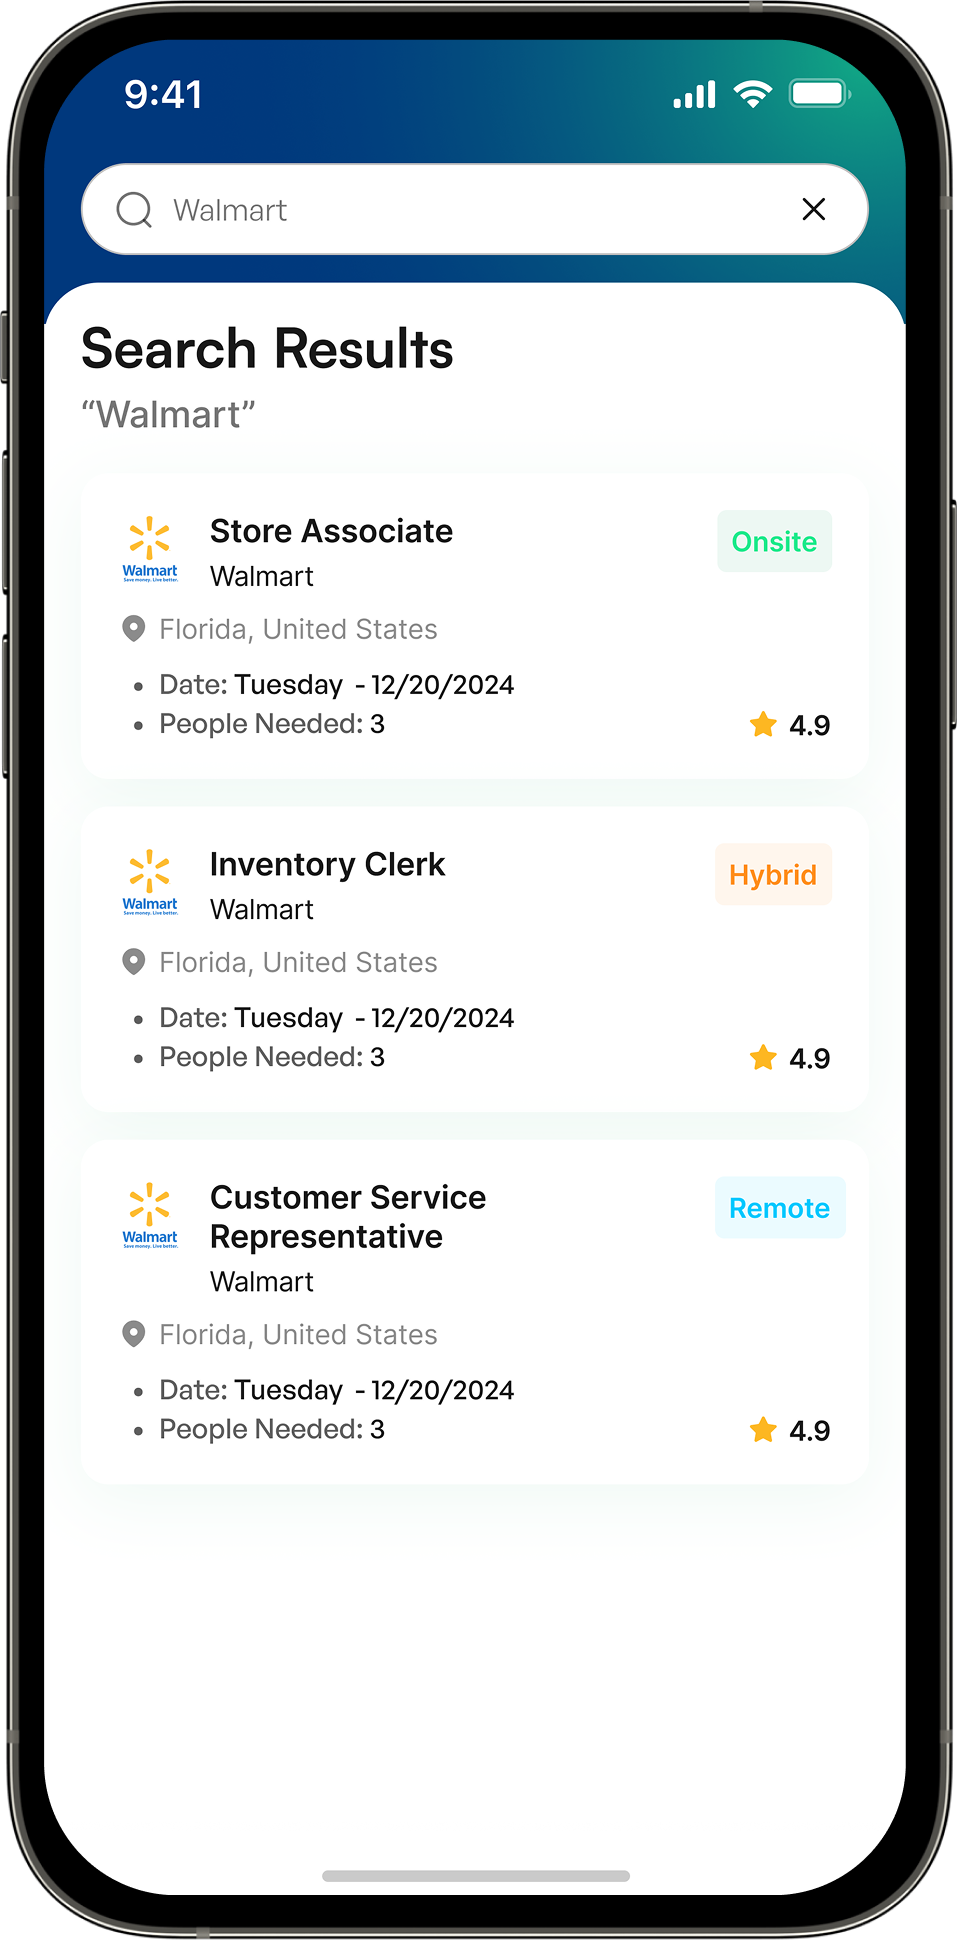 9:41
Walmart
Search Results
“Walmart”
Store Associate
Onsite
Walmart
Walmart
Save money. Live better.
Florida, United States
• Date: Tuesday - 12/20/2024
• People Needed: 3
4.9
Inventory Clerk
Hybrid
Walmart
Walmart
Save money. Live better.
Florida, United States
• Date: Tuesday - 12/20/2024
• People Needed: 3
4.9
Customer Service
Representative
Remote
Walmart
Save money. Live better.
Walmart
Florida, United States
• Date: Tuesday - 12/20/2024
• People Needed: 3
4.9